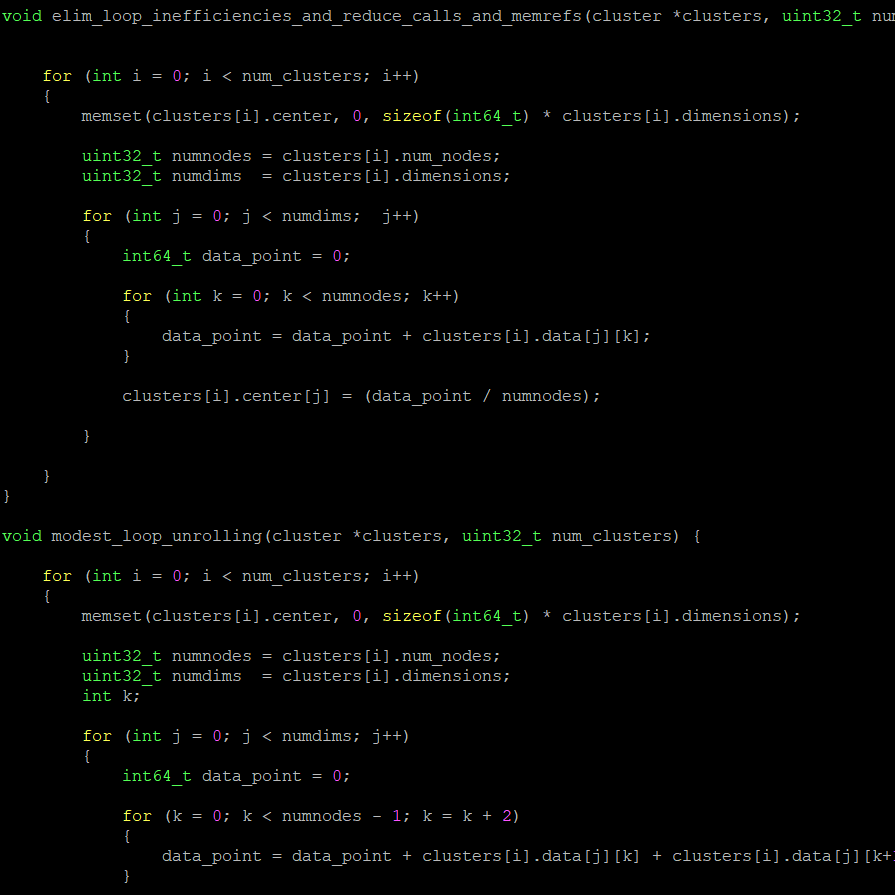 void elim_loop_inefficiencies_and_reduce_calls_and_memrefs(cluster *clusters, uint32_t num
for (int i = 0; i < num_clusters; i++)
{
memset(clusters[i].center, 0, sizeof(int64_t) * clusters[i].dimensions);
uint32_t numnodes = clusters[i].num_nodes;
uint32_t numdims  = clusters[i].dimensions;
for (int j = 0; j < numdims;  j++)
{
int64_t data_point = 0;
for (int k = 0; k < numnodes; k++)
{
data_point = data_point + clusters[i].data[j][k];
}
clusters[i].center[j] = (data_point / numnodes);
}
}
}
void modest_loop_unrolling(cluster *clusters, uint32_t num_clusters) {
for (int i = 0; i < num_clusters; i++)
{
memset(clusters[i].center, 0, sizeof(int64_t) * clusters[i].dimensions);
uint32_t numnodes = clusters[i].num_nodes;
uint32_t numdims  = clusters[i].dimensions;
int k;
for (int j = 0; j < numdims; j++)
{
int64_t data_point = 0;
for (k = 0; k < numnodes - 1; k = k + 2)
{
data_point = data_point + clusters[i].data[j][k] + clusters[i].data[j][k+
}